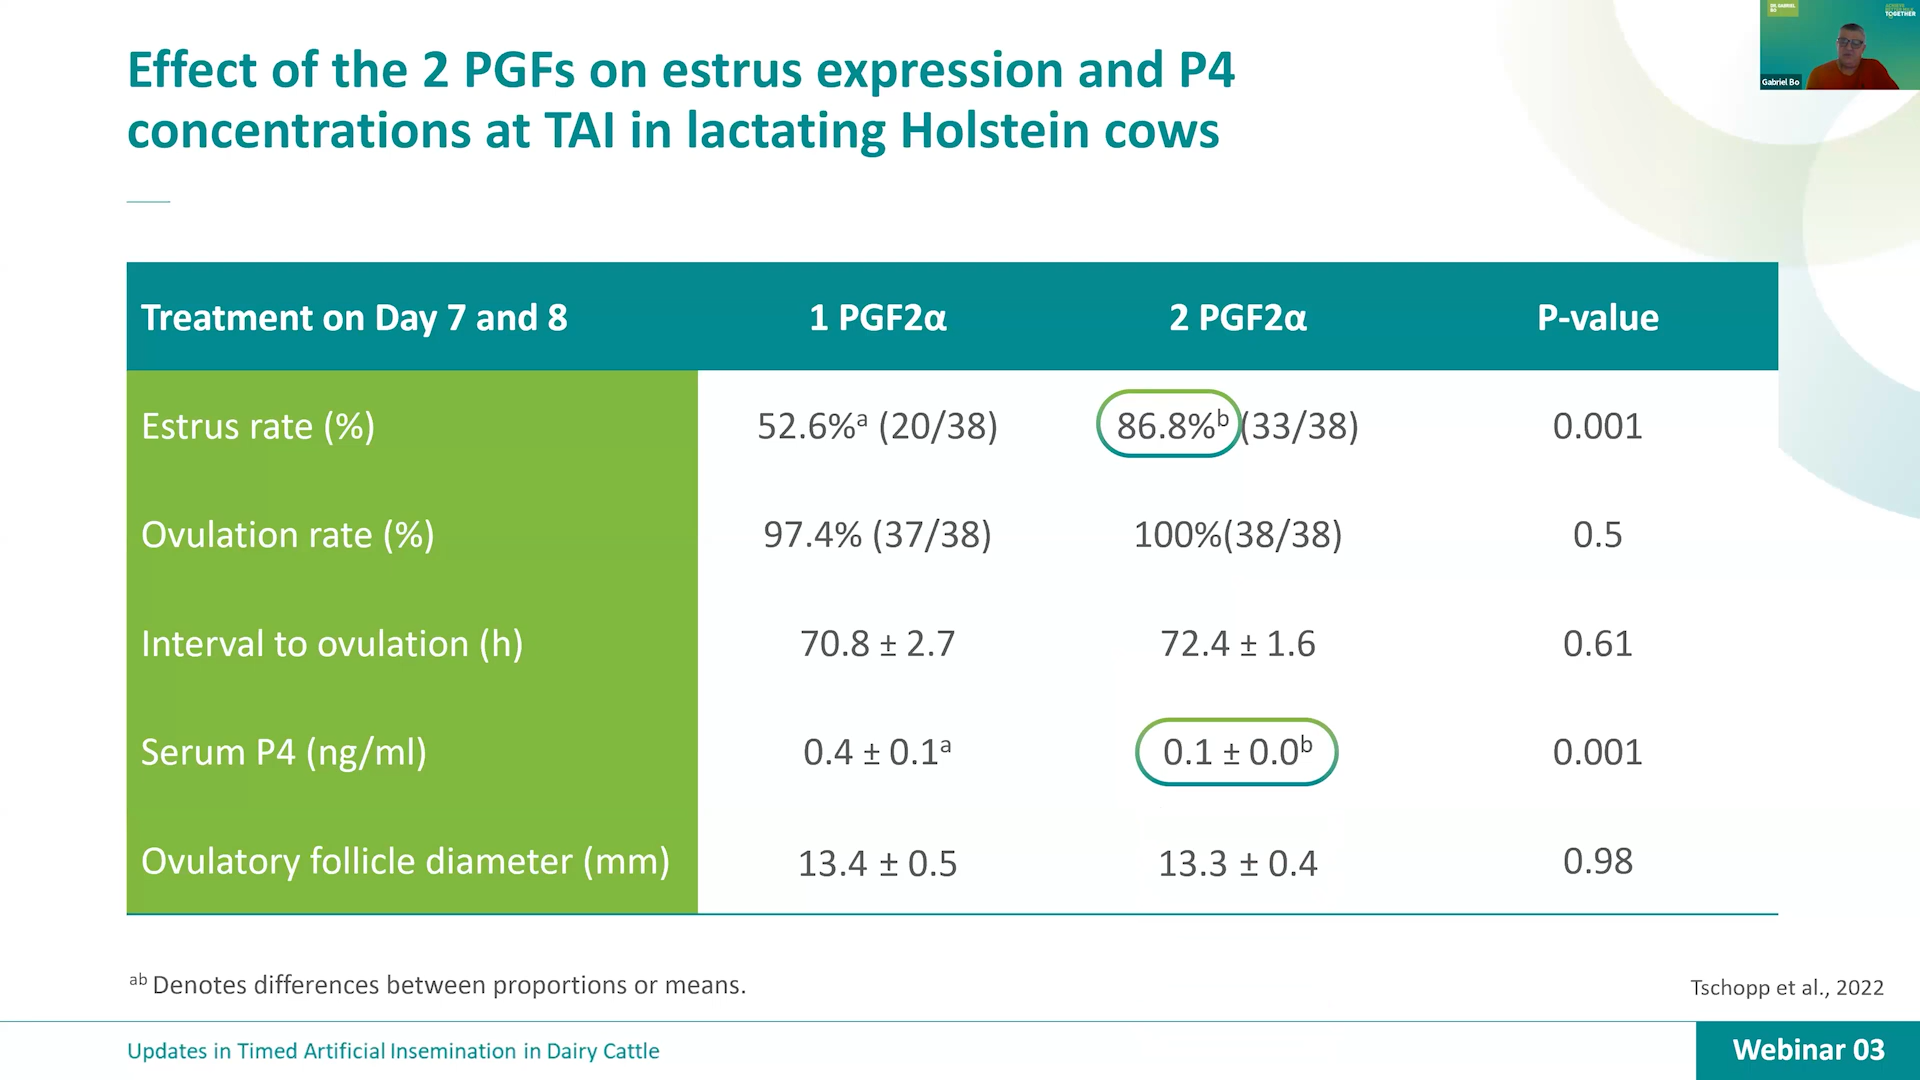 DR. GABRIEL
BO
TOGETHER
Gabriel Bo
Effect of the 2 PGFs on estrus expression and P4
concentrations at TAI in lactating Holstein cows
Treatment on Day 7 and 8 1 PGF2α 2 PGF2α P-value
Estrus rate (%) 52.6%ᵃ (20/38) 86.8%ᵇ (33/38) 0.001
Ovulation rate (%) 97.4% (37/38) 100%(38/38) 0.5
Interval to ovulation (h) 70.8 ± 2.7 72.4 ± 1.6 0.61
Serum P4 (ng/ml) 0.4 ± 0.1ᵃ 0.1 ± 0.0ᵇ 0.001
Ovulatory follicle diameter (mm) 13.4 ± 0.5 13.3 ± 0.4 0.98
ᵃᵇ Denotes differences between proportions or means.
Tschopp et al., 2022
Updates in Timed Artificial Insemination in Dairy Cattle
Webinar 03